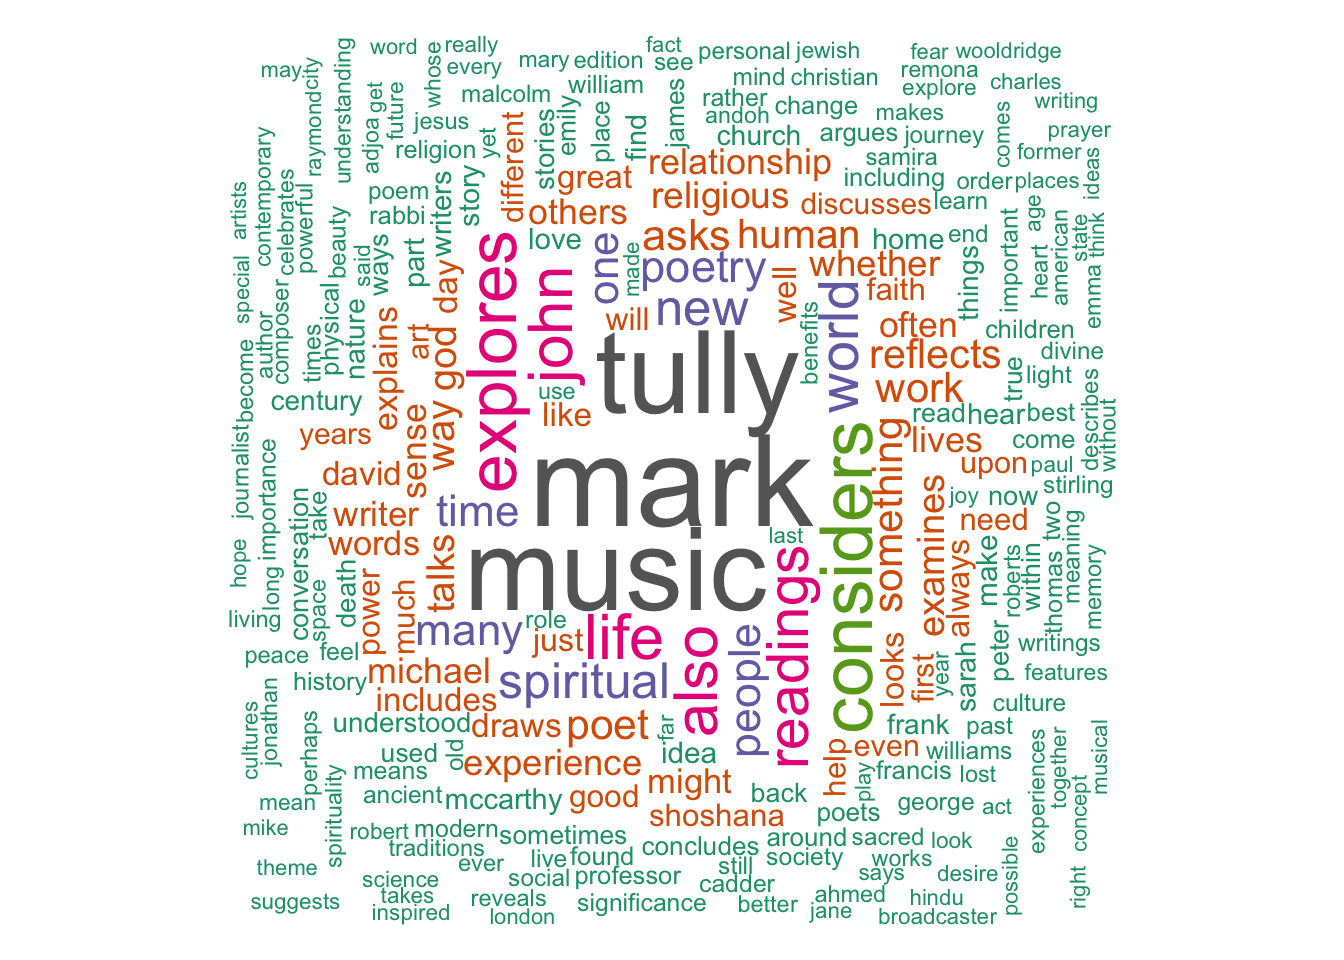 word
really
fact
personal
jewish
fear
wooldridge
may
city
understanding
whose
every
mary
edition
see
mind
christian
remona
charles
raymond
adjoa
get
future
malcolm
william
rather
explore
writing
jesus
yet
stories
emily
place
find
james
andoh
change
makes
comes
prayer
contemporary
religion
different
church
argues
journey
former
artists
celebrates
powerful
poem
story
great
relationship
samira
including
order
places
ideas
beauty
rabbi
writers
others
religious
discusses
learn
special
said
ways
part
love
made
asks
human
home
end
important
age
state
think
author
composer
times
physical
nature
day
explores
john
one
poetry
well
whether
things
heart
american
emma
become
explains
art
god
will
new
world
faith
often
children
benefits
tully
reflects
divine
century
way
use
like
work
true
light
years
sense
read
hear
best
describes
without
journalist
david
mark
considers
something
lives
come
importance
upon
paul
stirling
writer
time
examines
joy
now
conversation
take
words
last
need
two
hope
long
talks
music
readings
always
make
roberts
within
meaning
memory
space
death
power
much
thomas
living
many
role
life
also
people
looks
first
year
sarah
peter
writings
peace
feel
just
features
history
michael
spiritual
culture
cultures
jonathan
includes
understood
draws
poet
far
frank
past
musical
perhaps
used
old
idea
help
even
williams
experiences
together
means
experience
might
play
francis
lost
mean
ancient
mccarthy
good
back
george
act
concept
spirituality
shoshana
poets
mike
robert
modern
sometimes
concludes
around
sacred
look
traditions
theme
ever
live
found
still
society
works
possible
right
science
social
professor
cadder
says
desire
suggests
takes
reveals
significance
better
ahmed
hindu
inspired
london
jane
broadcaster